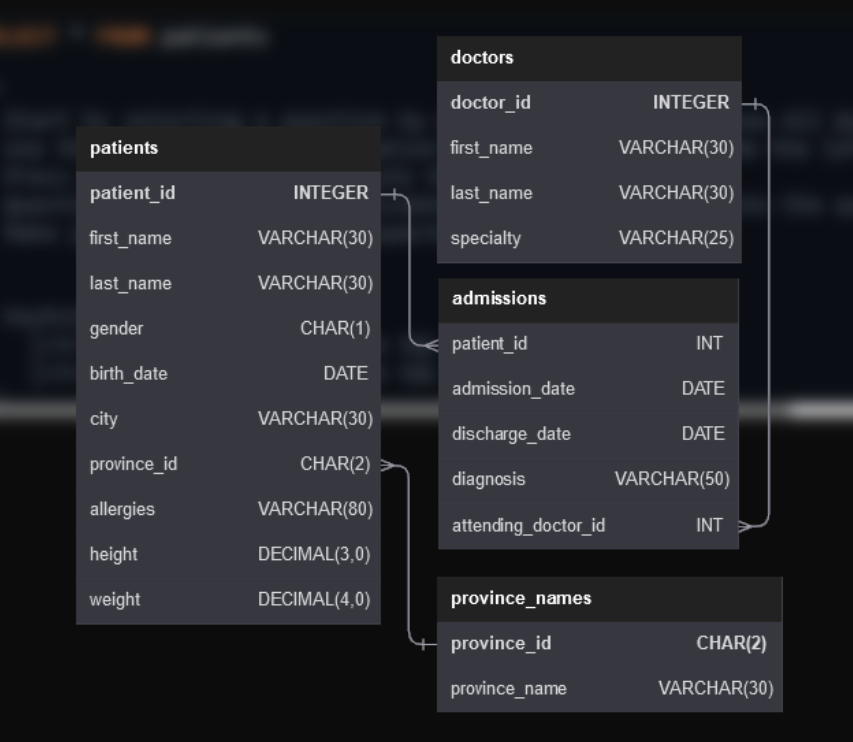 SELECT * FROM patients
doctors
doctor_id INTEGER
first_name VARCHAR(30)
last_name VARCHAR(30)
specialty VARCHAR(25)
patients
patient_id INTEGER
first_name VARCHAR(30)
last_name VARCHAR(30)
gender CHAR(1)
birth_date DATE
city VARCHAR(30)
province_id CHAR(2)
allergies VARCHAR(80)
height DECIMAL(3,0)
weight DECIMAL(4,0)
admissions
patient_id INT
admission_date DATE
discharge_date DATE
diagnosis VARCHAR(50)
attending_doctor_id INT
province_names
province_id CHAR(2)
province_name VARCHAR(30)